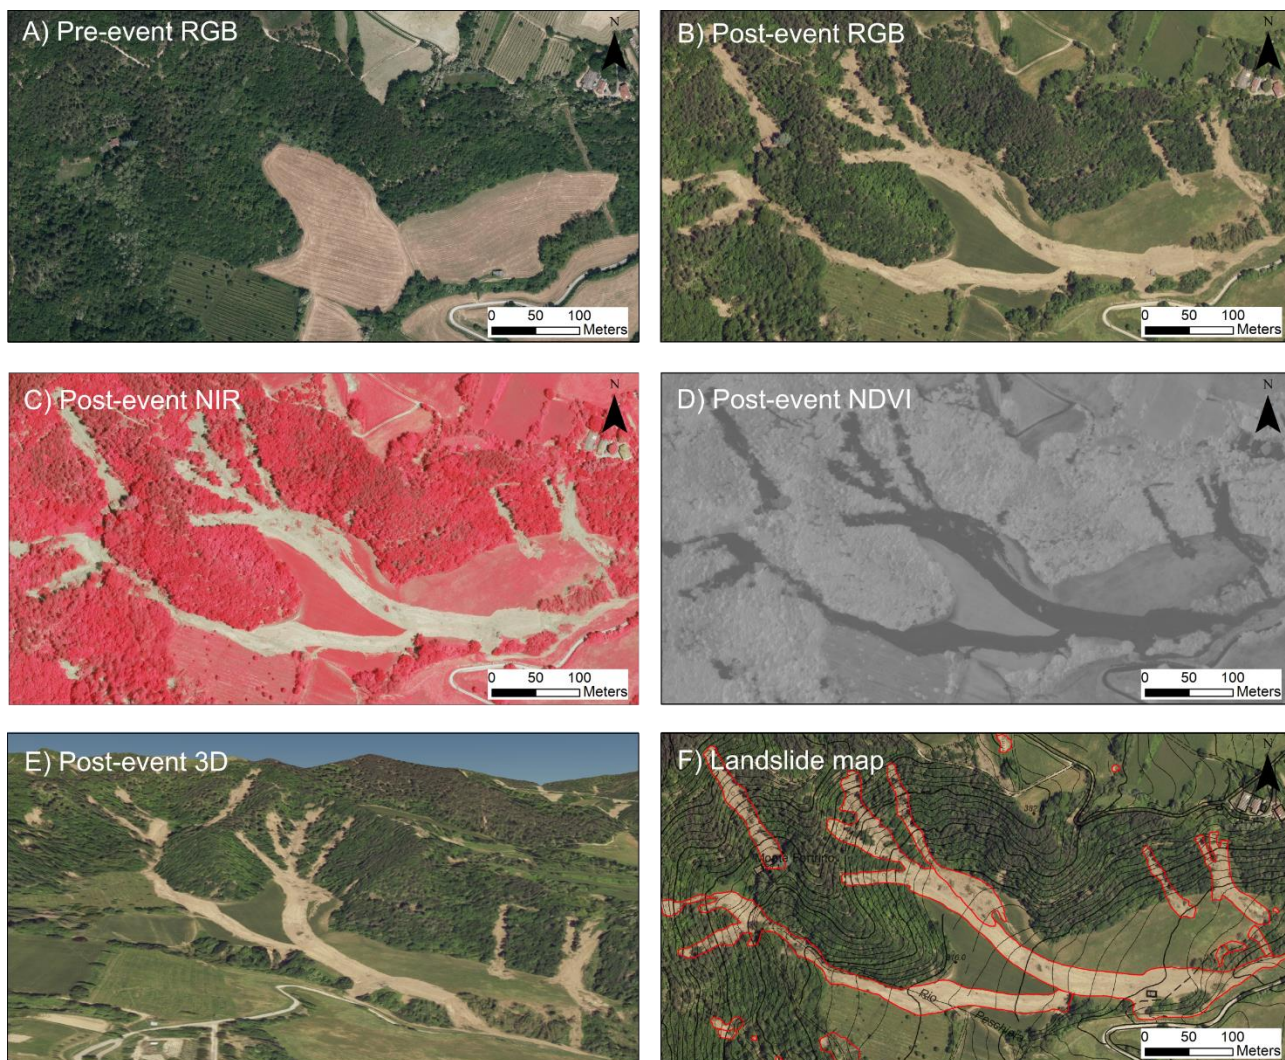 A) Pre-event RGB
N
0 50 100
Meters
B) Post-event RGB
N
0 50 100
Meters
C) Post-event NIR
N
0 50 100
Meters
D) Post-event NDVI
N
0 50 100
Meters
E) Post-event 3D
F) Landslide map
N
387
Rio
0 50 100
Meters